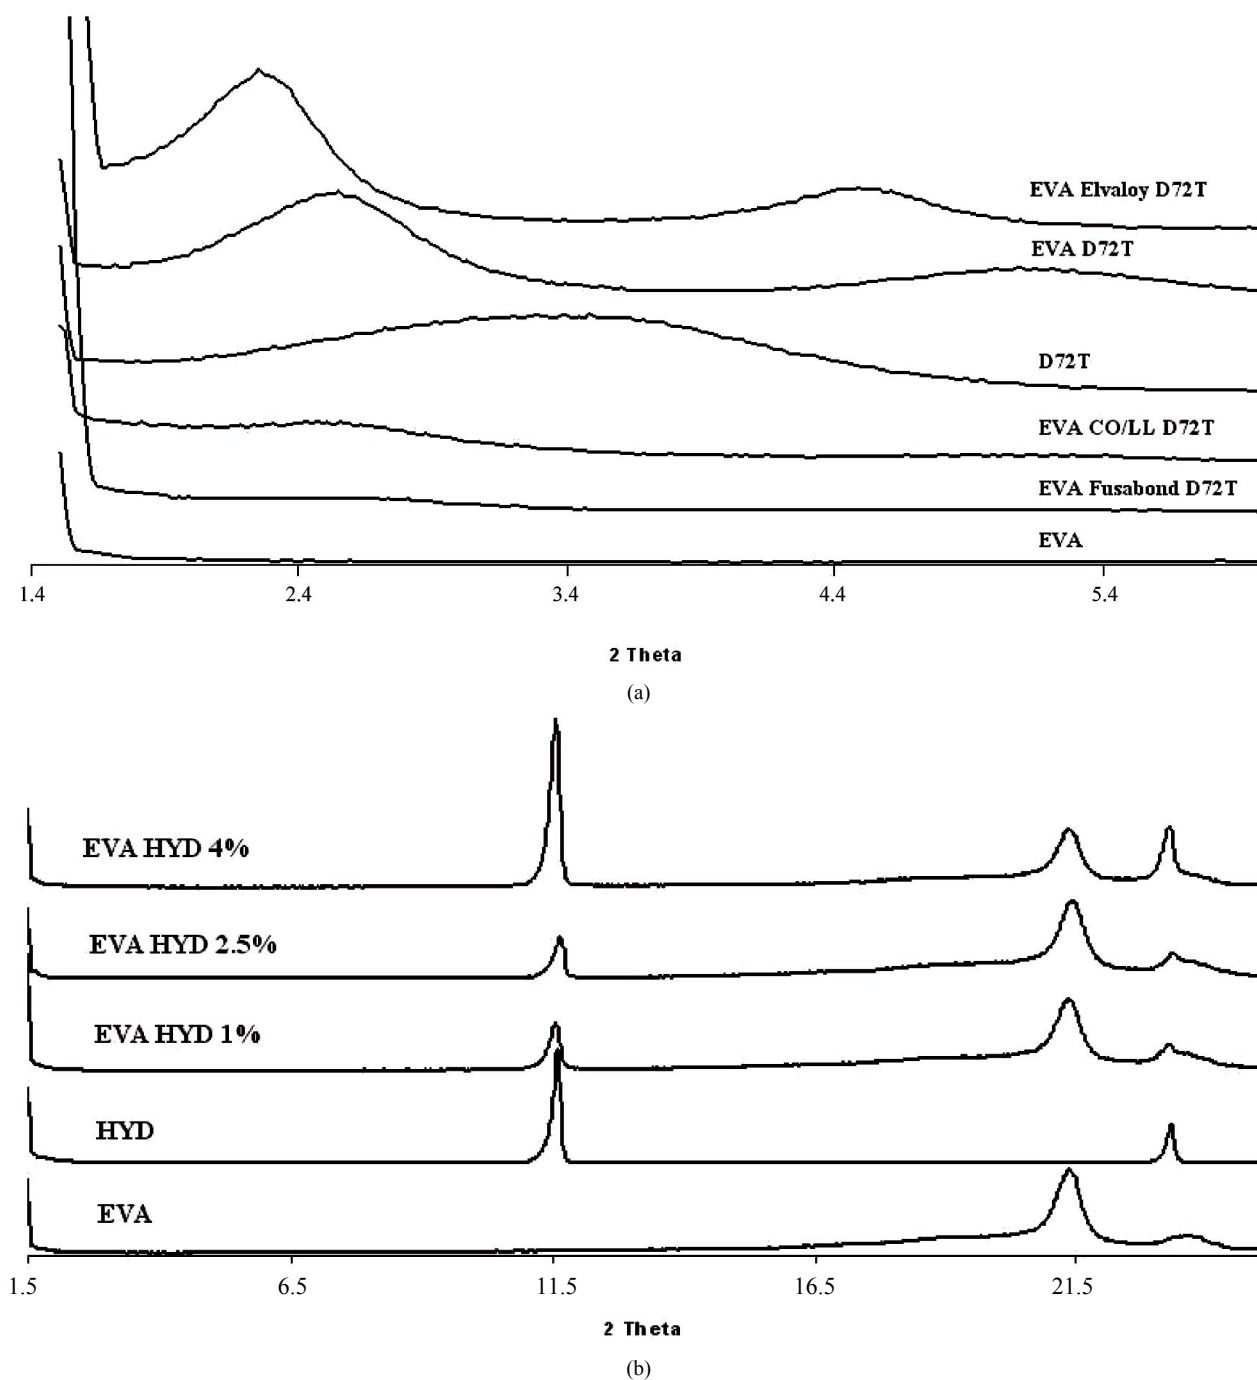 EVA Elvaloy D72T
EVA D72T
D72T
EVA CO/LL D72T
EVA Fusabond D72T
EVA
1.4 2.4 3.4 4.4 5.4
2 Theta
(a)
EVA HYD 4%
EVA HYD 2.5%
EVA HYD 1%
HYD
EVA
1.5 6.5 11.5 16.5 21.5
2 Theta
(b)